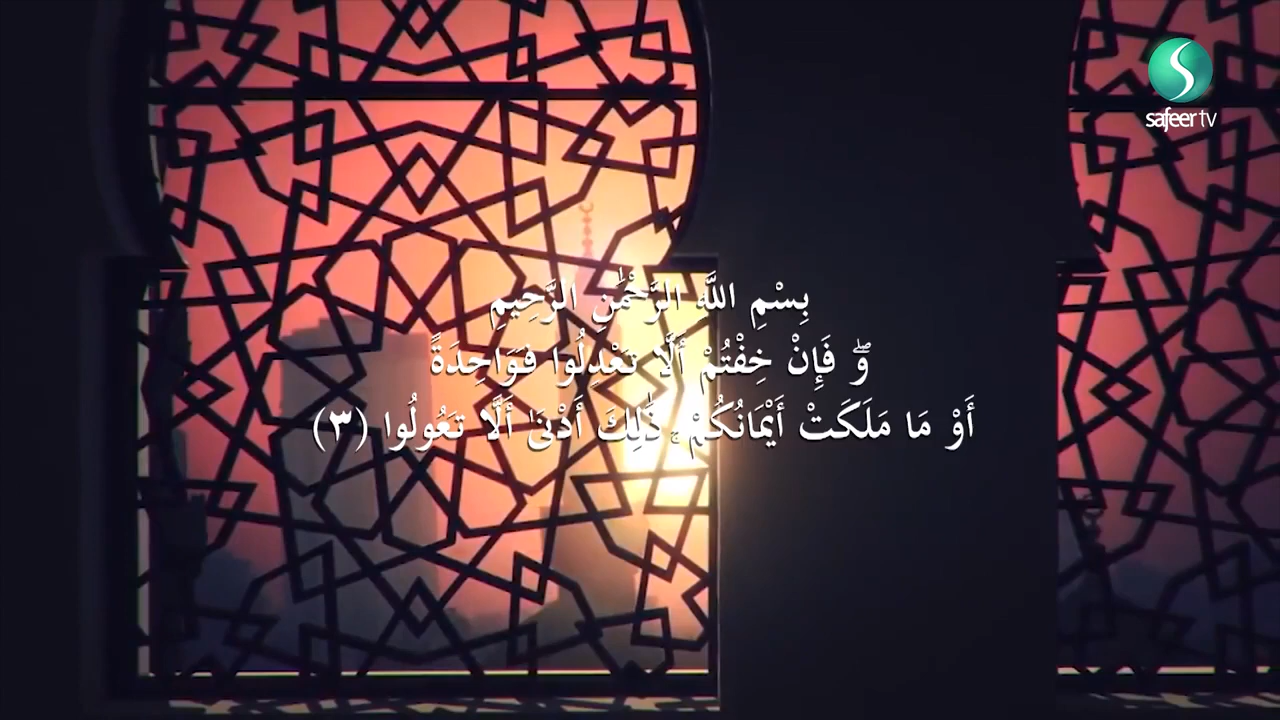 safeer tv
بِسْمِ اللَّهِ الرَّحْمَٰنِ الرَّحِيمِ
وَۖ فَإِنْ خِفْتُمْ أَلَّا تَعْدِلُوا فَوَاحِدَةً
أَوْ مَا مَلَكَتْ أَيْمَانُكُمْ ۚ ذَٰلِكَ أَدْنَىٰ أَلَّا تَعُولُوا (٣)